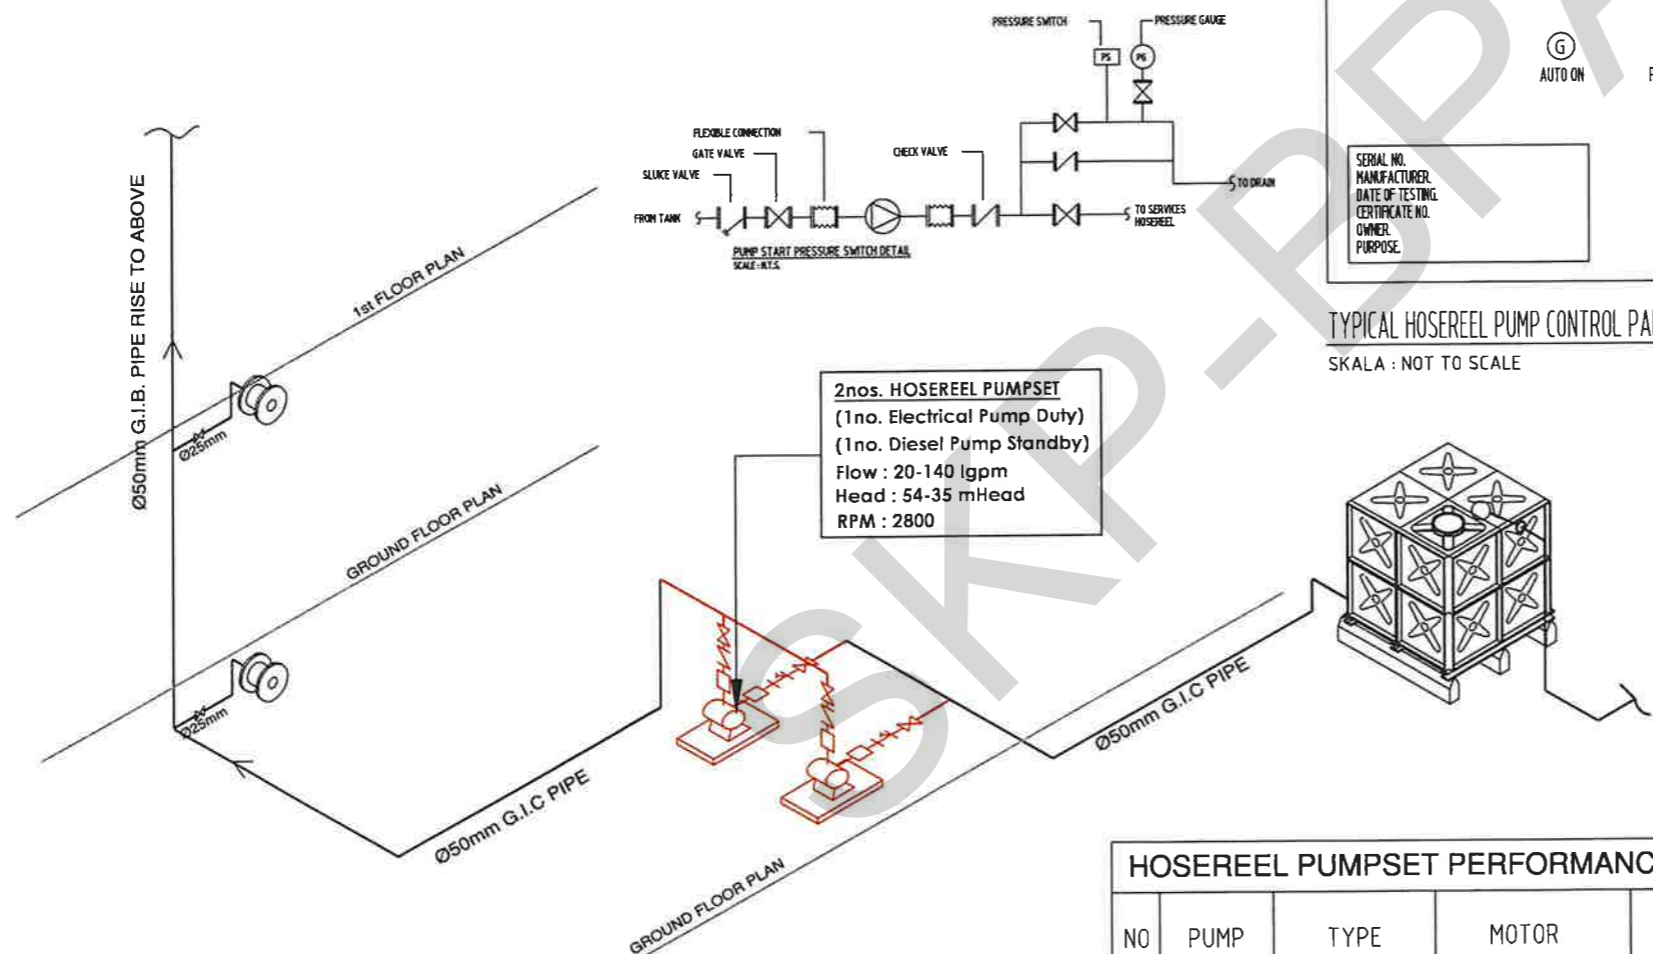 PRESSURE SWITCH
PRESSURE GAUGE
PS
PG
FLEXIBLE CONNECTION
GATE VALVE
SLUICE VALVE
CHECK VALVE
FROM TANK
TO DRAIN
TO SERVICES
HOSEREEL
PUMP START PRESSURE SWITCH DETAIL
SCALE : N.T.S.
G
AUTO ON
SERIAL NO.
MANUFACTURER.
DATE OF TESTING.
CERTIFICATE NO.
OWNER.
PURPOSE.
TYPICAL HOSEREEL PUMP CONTROL PA
SKALA : NOT TO SCALE
Ø50mm G.I.B. PIPE RISE TO ABOVE
1st FLOOR PLAN
Ø25mm
GROUND FLOOR PLAN
Ø25mm
2nos. HOSEREEL PUMPSET
(1no. Electrical Pump Duty)
(1no. Diesel Pump Standby)
Flow : 20-140 Igpm
Head : 54-35 mHead
RPM : 2800
Ø50mm G.I.C PIPE
Ø50mm G.I.C PIPE
GROUND FLOOR PLAN
HOSEREEL PUMPSET PERFORMANC
NO PUMP TYPE MOTOR
SKP-BPA